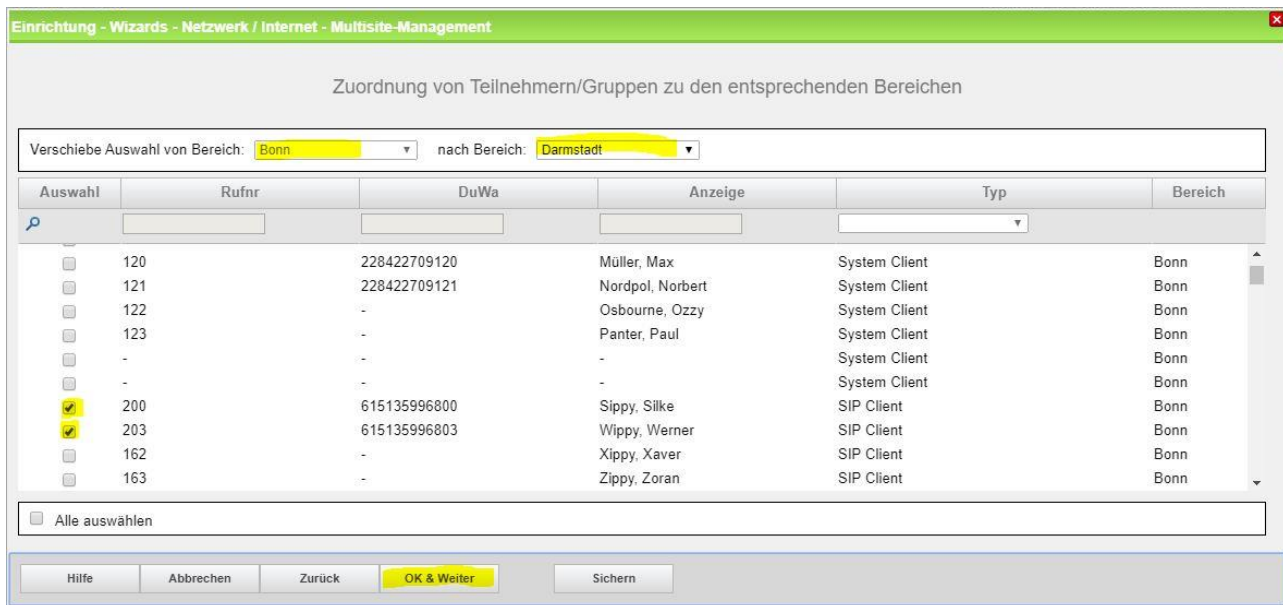 Einrichtung - Wizards - Netzwerk / Internet - Multisite-Management
Zuordnung von Teilnehmern/Gruppen zu den entsprechenden Bereichen
Verschiebe Auswahl von Bereich: Bonn nach Bereich: Darmstadt
Auswahl Rufnr DuWa Anzeige Typ Bereich
120 228422709120 Müller, Max System Client Bonn
121 228422709121 Nordpol, Norbert System Client Bonn
122 - Osbourne, Ozzy System Client Bonn
123 - Panter, Paul System Client Bonn
- - - System Client Bonn
- - - System Client Bonn
200 615135996800 Sippy, Silke SIP Client Bonn
203 615135996803 Wippy, Werner SIP Client Bonn
162 - Xippy, Xaver SIP Client Bonn
163 - Zippy, Zoran SIP Client Bonn
Alle auswählen
Hilfe Abbrechen Zurück OK & Weiter Sichern